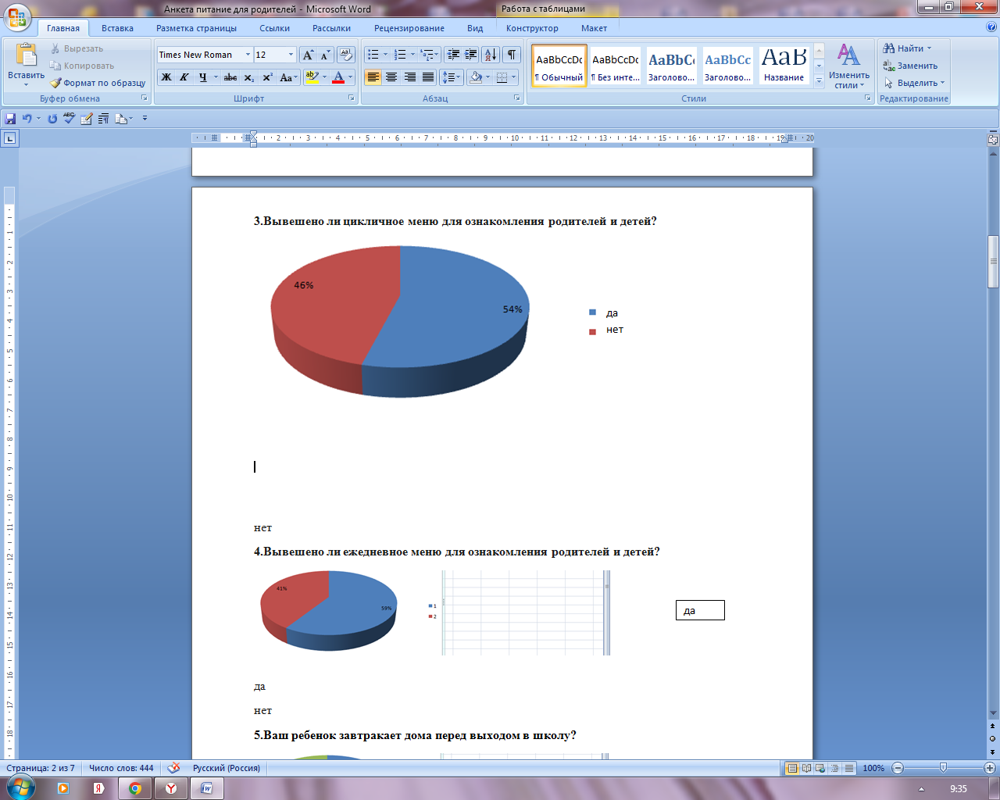 Анкета питание для родителей - Microsoft Word
Работа с таблицами
Главная Вставка Разметка страницы Ссылки Рассылки Рецензирование Вид Конструктор Макет
Вставить
Вырезать
Копировать
Формат по образцу
Буфер обмена
Times New Roman 12
Ж К Ч abc x₂ x² Aa
Шрифт
Абзац
AaBbCcDc AaBbCcDc AaBbC AaBbCc AaB
¶ Обычный ¶ Без инте... Заголово... Заголово... Название
Изменить стили
Стили
Найти
Заменить
Выделить
Редактирование
1 2 3 4 5 6 7 8 9 10 11 12 13 14 15 16 17 18 19 20
3.Вывешено ли цикличное меню для ознакомления родителей и детей?
46%
54%
да
нет
нет
4.Вывешено ли ежедневное меню для ознакомления родителей и детей?
41%
59%
1
2
да
да
нет
5.Ваш ребенок завтракает дома перед выходом в школу?
Страница: 2 из 7 Число слов: 444 Русский (Россия) 100%
9:35